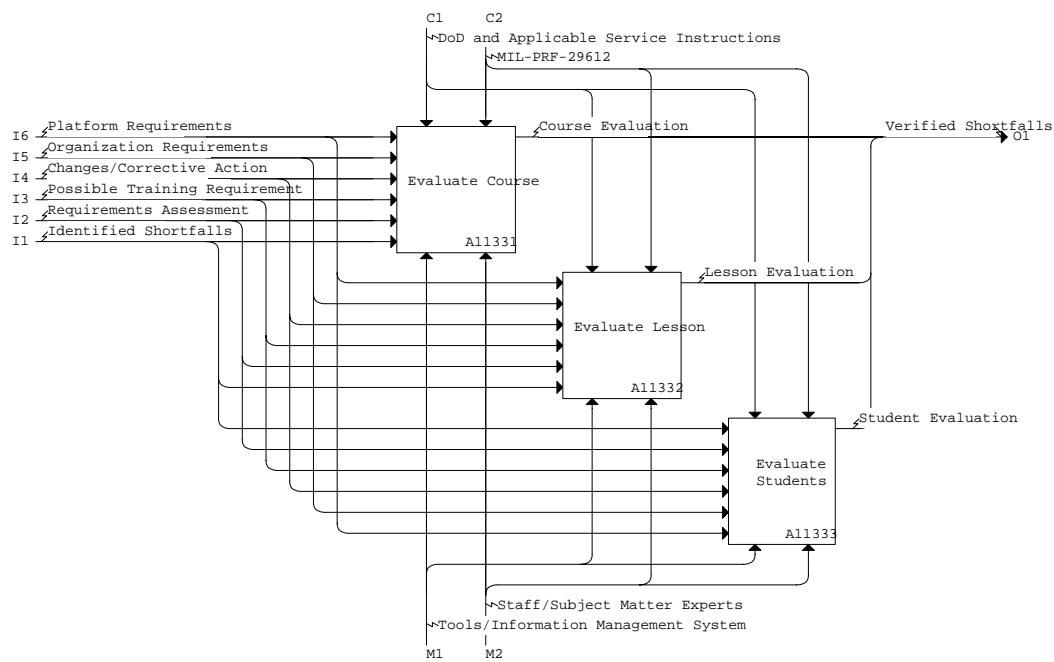 C1 C2
DoD and Applicable Service Instructions
MIL-PRF-29612
I6 Platform Requirements
Course Evaluation
Verified Shortfalls
O1
I5 Organization Requirements
I4 Changes/Corrective Action
Evaluate Course
I3 Possible Training Requirement
I2 Requirements Assessment
I1 Identified Shortfalls
A11331
Lesson Evaluation
Evaluate Lesson
A11332
Student Evaluation
Evaluate
Students
A11333
Staff/Subject Matter Experts
Tools/Information Management System
M1 M2